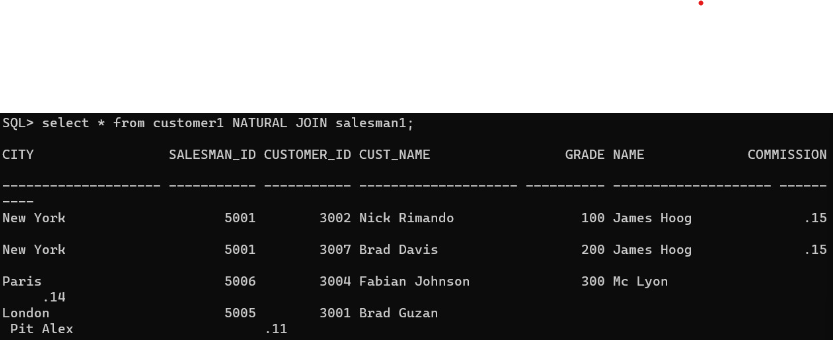 SQL> select * from customer1 NATURAL JOIN salesman1;
CITY                 SALESMAN_ID CUSTOMER_ID CUST_NAME                 GRADE NAME             COMMISSION
-------------------- ----------- ----------- -------------------- ---------- -------------------- ------
----
New York                    5001        3002 Nick Rimando                100 James Hoog              .15
New York                    5001        3007 Brad Davis                  200 James Hoog              .15
Paris                       5006        3004 Fabian Johnson              300 Mc Lyon
     .14
London                      5005        3001 Brad Guzan
 Pit Alex                        .11